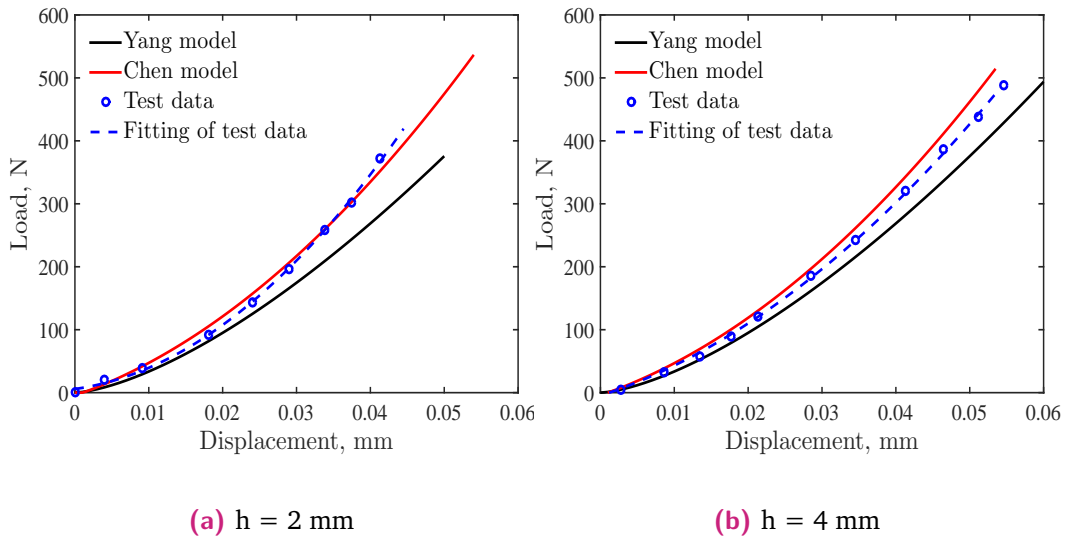 600
500
400
300
200
100
0
Load, N
Yang model
Chen model
Test data
Fitting of test data
0 0.01 0.02 0.03 0.04 0.05 0.06
Displacement, mm
(a) h = 2 mm
600
500
400
300
200
100
0
Load, N
Yang model
Chen model
Test data
Fitting of test data
0 0.01 0.02 0.03 0.04 0.05 0.06
Displacement, mm
(b) h = 4 mm